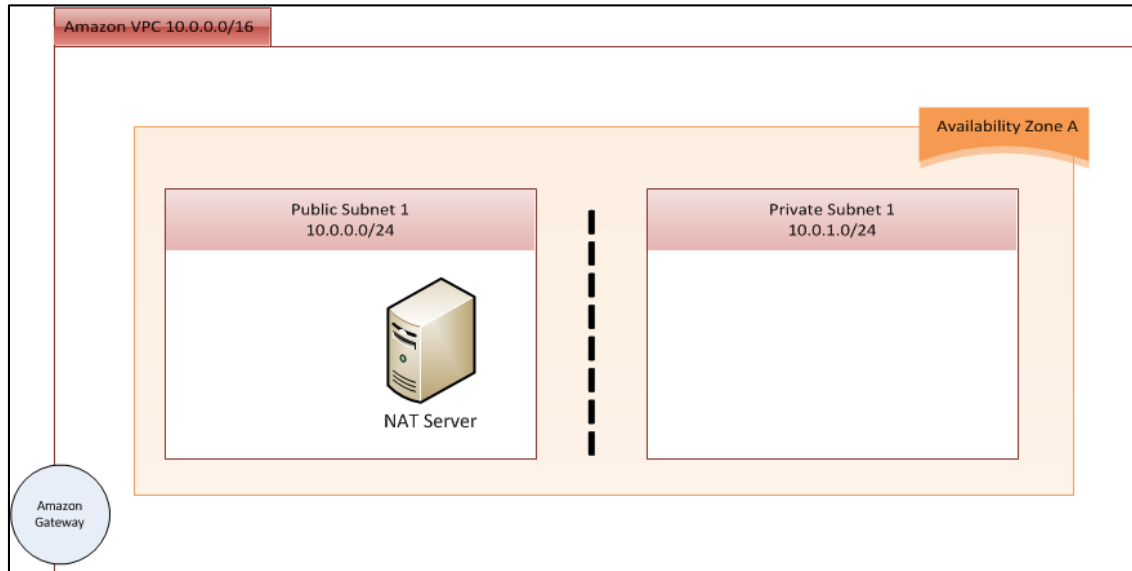 Amazon VPC 10.0.0.0/16
Availability Zone A
Public Subnet 1
10.0.0.0/24
Private Subnet 1
10.0.1.0/24
NAT Server
Amazon
Gateway